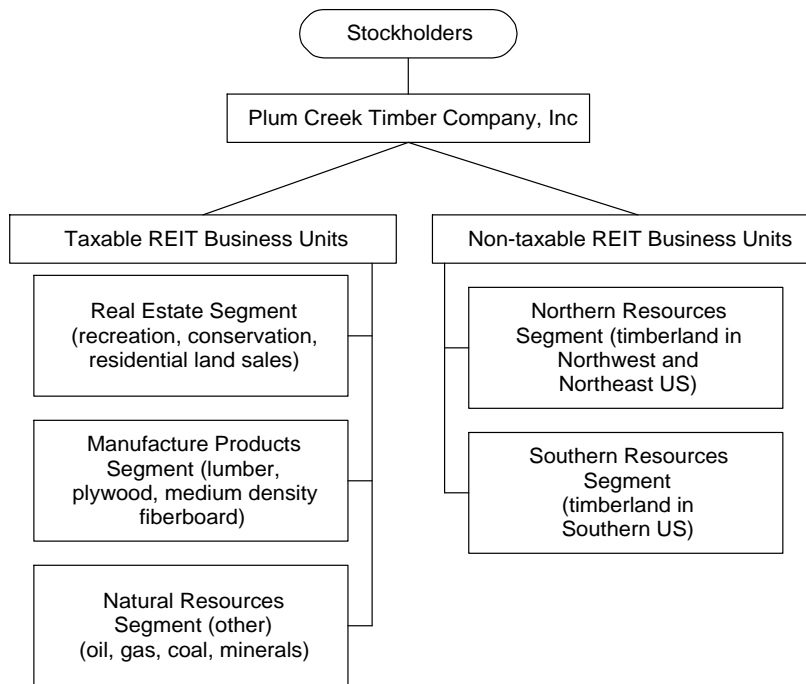 Stockholders
Plum Creek Timber Company, Inc
Taxable REIT Business Units
Real Estate Segment
(recreation, conservation,
residential land sales)
Manufacture Products
Segment (lumber,
plywood, medium density
fiberboard)
Natural Resources
Segment (other)
(oil, gas, coal, minerals)
Non-taxable REIT Business Units
Northern Resources
Segment (timberland in
Northwest and
Northeast US)
Southern Resources
Segment
(timberland in
Southern US)